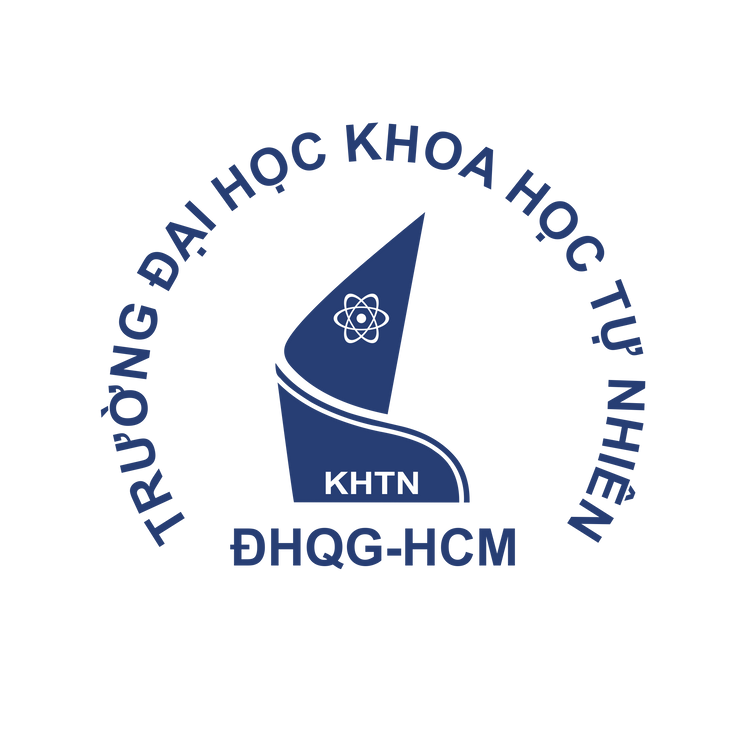 TRƯỜNG ĐẠI HỌC KHOA HỌC TỰ NHIÊN
KHTN
ĐHQG-HCM